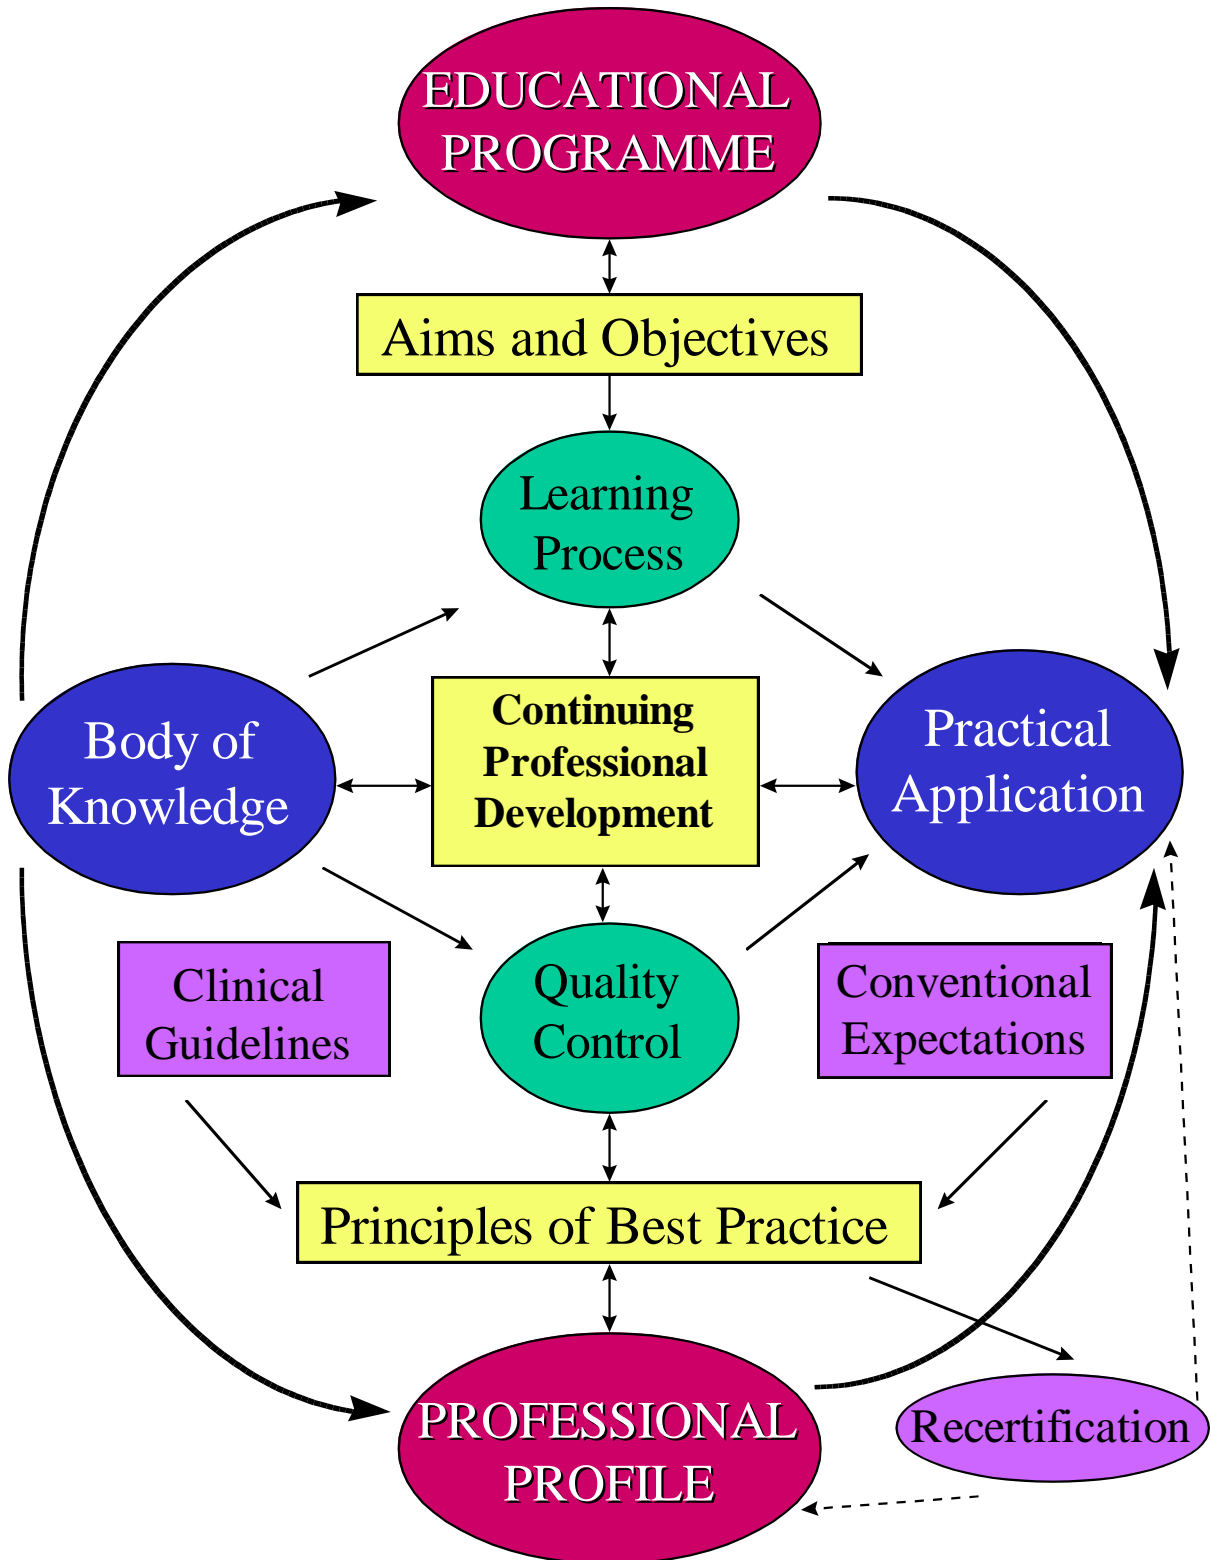 EDUCATIONAL
PROGRAMME
Aims and Objectives
Learning
Process
Body of
Knowledge
Continuing
Professional
Development
Practical
Application
Clinical
Guidelines
Quality
Control
Conventional
Expectations
Principles of Best Practice
PROFESSIONAL
PROFILE
Recertification